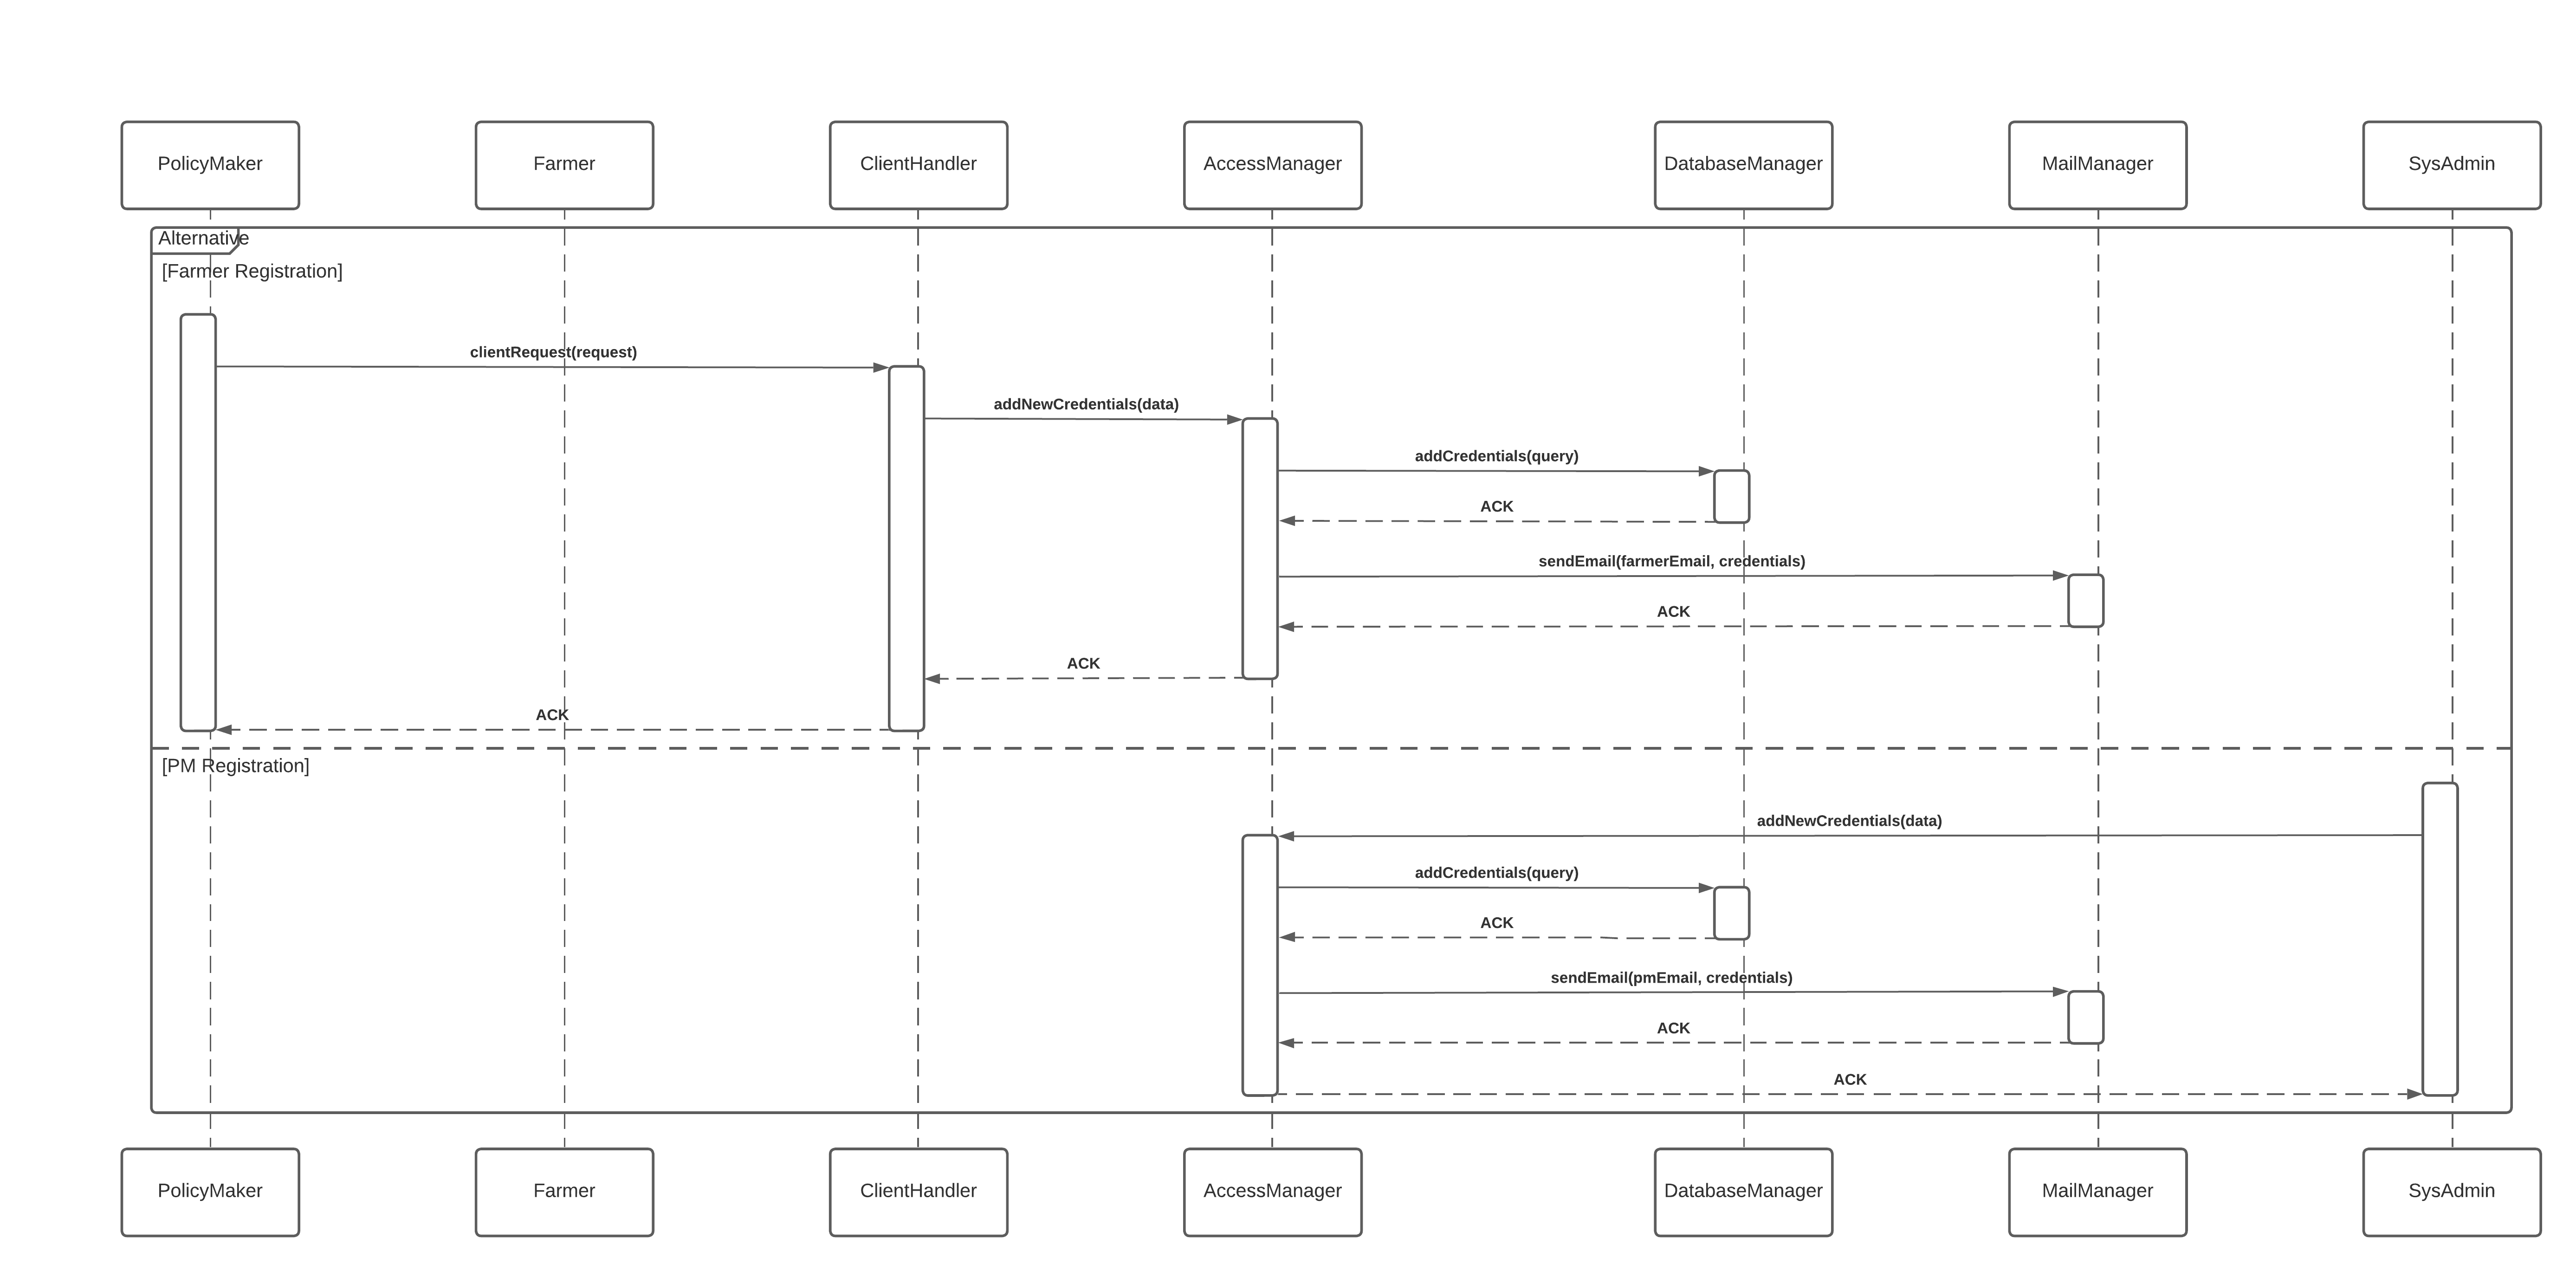 PolicyMaker
Farmer
ClientHandler
AccessManager
DatabaseManager
MailManager
SysAdmin
Alternative
[Farmer Registration]
clientRequest(request)
addNewCredentials(data)
addCredentials(query)
ACK
sendEmail(farmerEmail, credentials)
ACK
ACK
ACK
[PM Registration]
addNewCredentials(data)
addCredentials(query)
ACK
sendEmail(pmEmail, credentials)
ACK
ACK
PolicyMaker
Farmer
ClientHandler
AccessManager
DatabaseManager
MailManager
SysAdmin